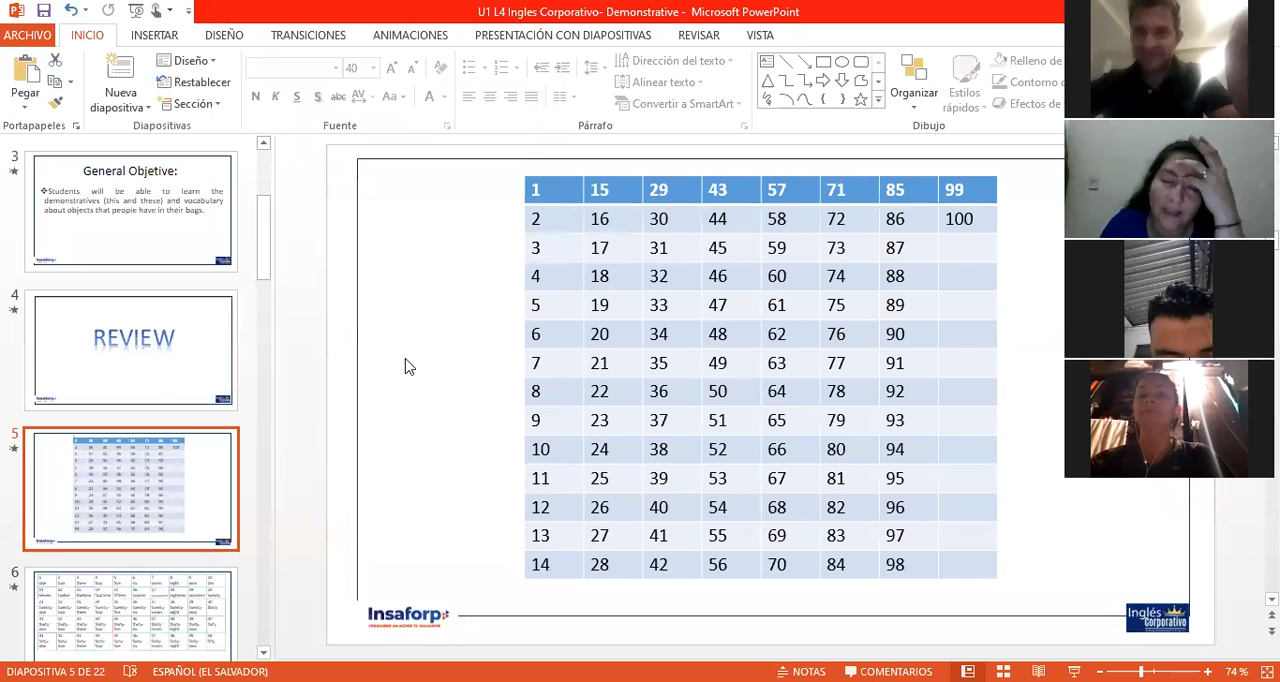 U1 L4 Ingles Corporativo- Demonstrative - Microsoft PowerPoint
ARCHIVO INICIO INSERTAR DISEÑO TRANSICIONES ANIMACIONES PRESENTACIÓN CON DIAPOSITIVAS REVISAR VISTA
Pegar
Nueva
diapositiva
Diseño
Restablecer
Sección
40
N K S S abc AV Aa A
Dirección del texto
Alinear texto
Convertir a SmartArt
Organizar
Estilos
rápidos
Relleno de
Contorno
Efectos de
Portapapeles Diapositivas Fuente Párrafo Dibujo
3
General Objetive:
Students will be able to learn the
demonstratives (this and these) and vocabulary
about objects that people have in their bags.
4
REVIEW
5
6
1 15 29 43 57 71 85 99
2 16 30 44 58 72 86 100
3 17 31 45 59 73 87
4 18 32 46 60 74 88
5 19 33 47 61 75 89
6 20 34 48 62 76 90
7 21 35 49 63 77 91
8 22 36 50 64 78 92
9 23 37 51 65 79 93
10 24 38 52 66 80 94
11 25 39 53 67 81 95
12 26 40 54 68 82 96
13 27 41 55 69 83 97
14 28 42 56 70 84 98
Insaforp
Inglés
Corporativo
DIAPOSITIVA 5 DE 22 ESPAÑOL (EL SALVADOR) NOTAS COMENTARIOS 74 %